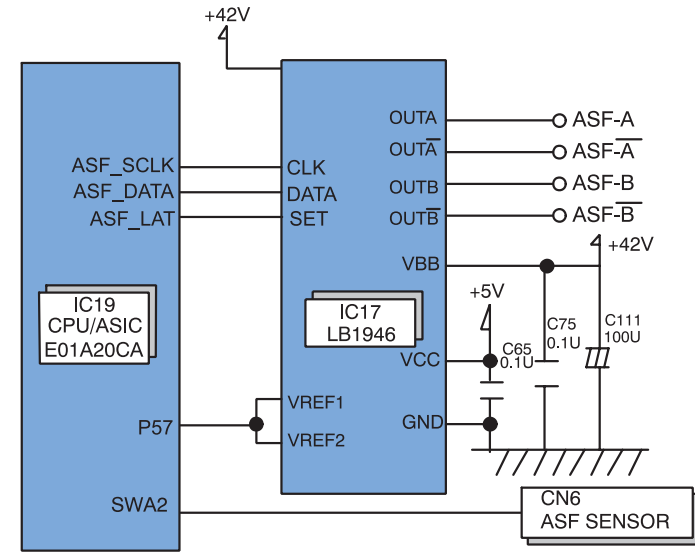 +42V
ASF_SCLK
ASF_DATA
ASF_LAT
IC19
CPU/ASIC
E01A20CA
P57
SWA2
CLK
DATA
SET
IC17
LB1946
VREF1
VREF2
OUTA
OUTA̅
OUTB
OUTB̅
VBB
VCC
GND
ASF-A
ASF-A̅
ASF-B
ASF-B̅
+42V
+5V
C65
0.1U
C75
0.1U
C111
100U
CN6
ASF SENSOR